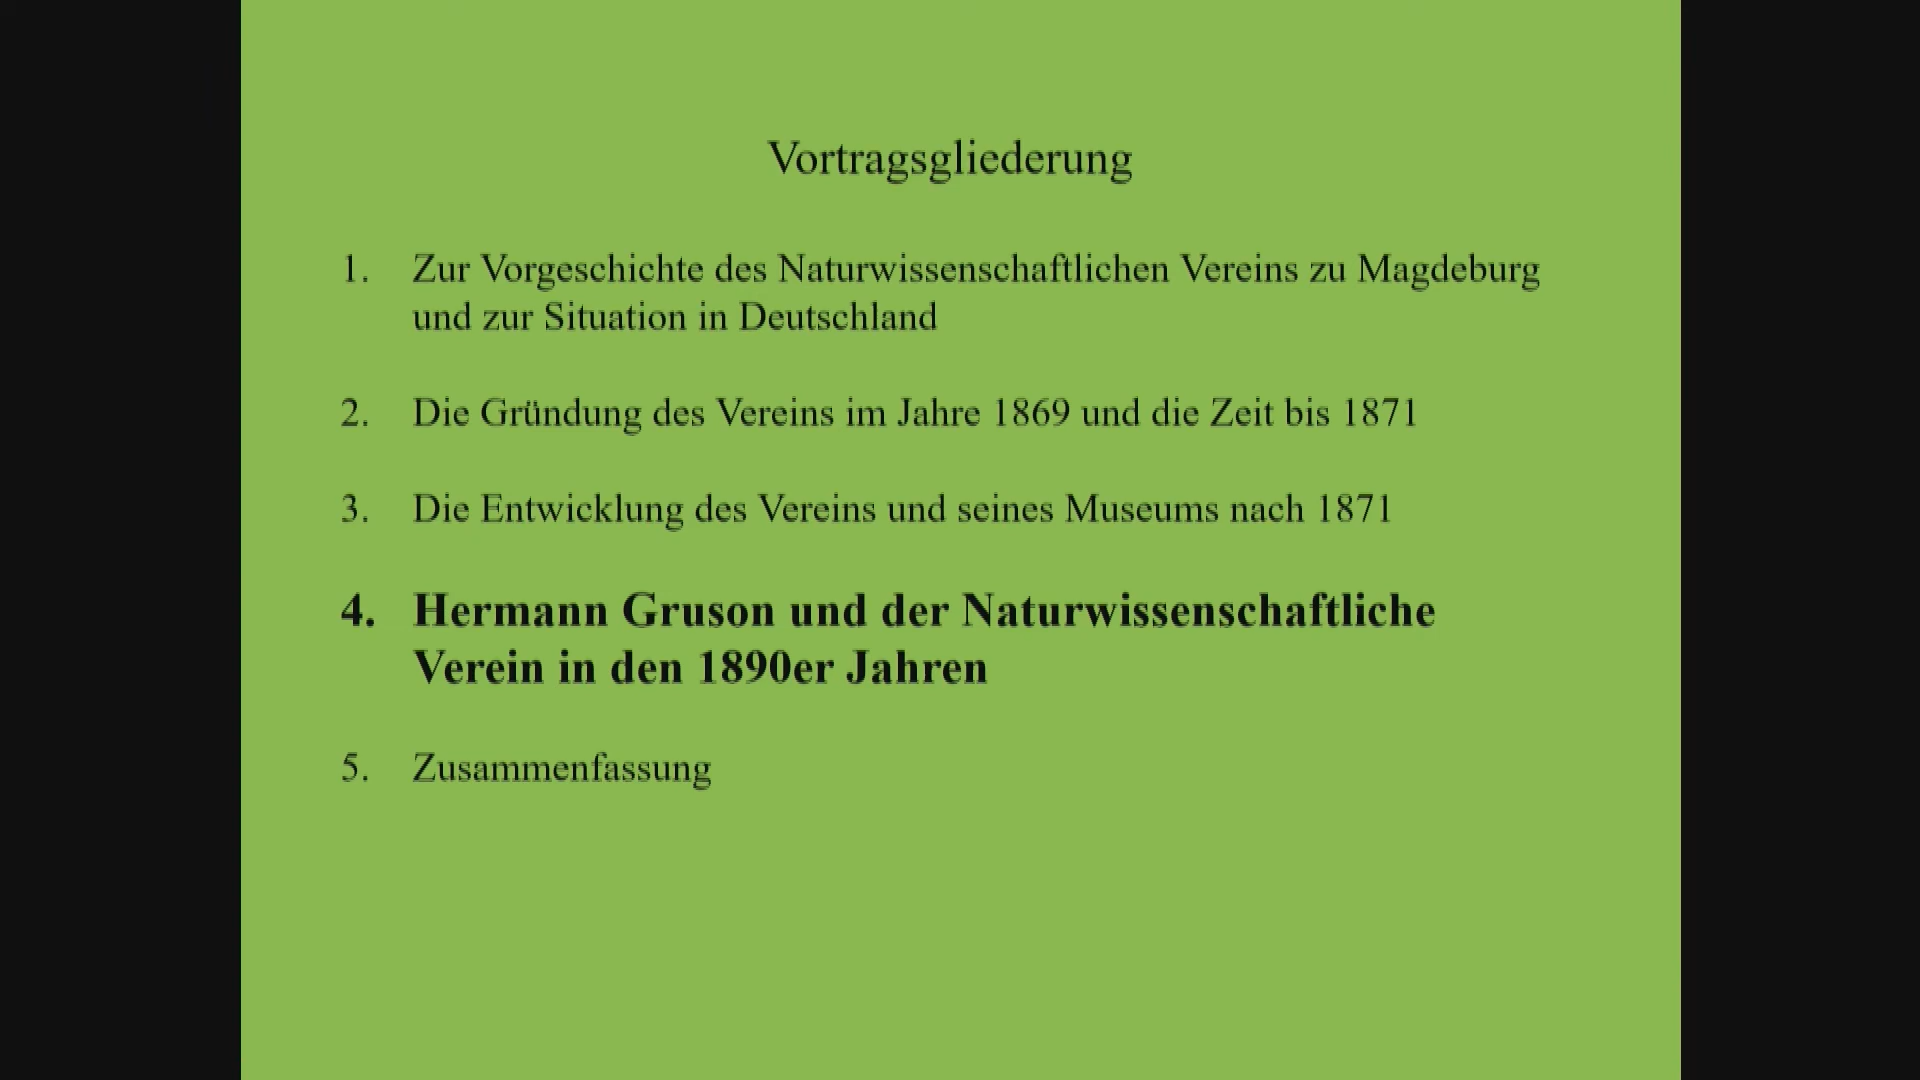 Vortragsgliederung
1. Zur Vorgeschichte des Naturwissenschaftlichen Vereins zu Magdeburg
und zur Situation in Deutschland
2. Die Gründung des Vereins im Jahre 1869 und die Zeit bis 1871
3. Die Entwicklung des Vereins und seines Museums nach 1871
4. Hermann Gruson und der Naturwissenschaftliche
Verein in den 1890er Jahren
5. Zusammenfassung